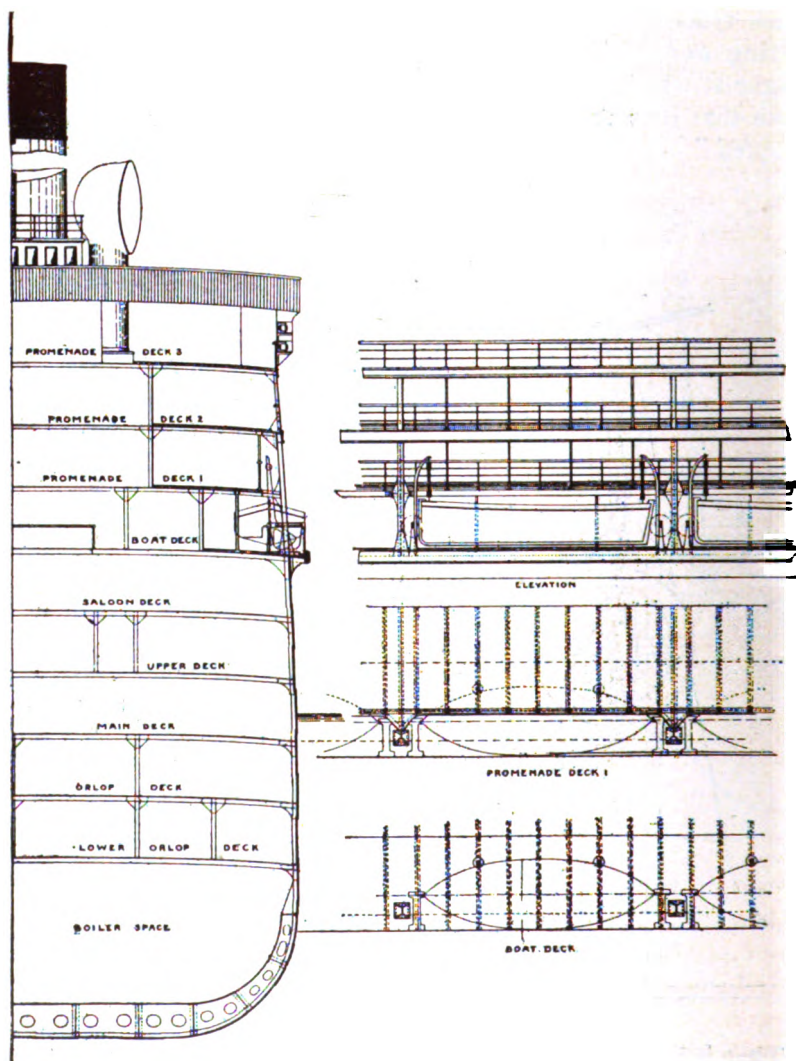 PROMENADE DECK 3
PROMENADE DECK 2
PROMENADE DECK 1
BOAT DECK
SALOON DECK
UPPER DECK
MAIN DECK
ORLOP DECK
LOWER ORLOP DECK
BOILER SPACE
ELEVATION
PROMENADE DECK 1
BOAT DECK